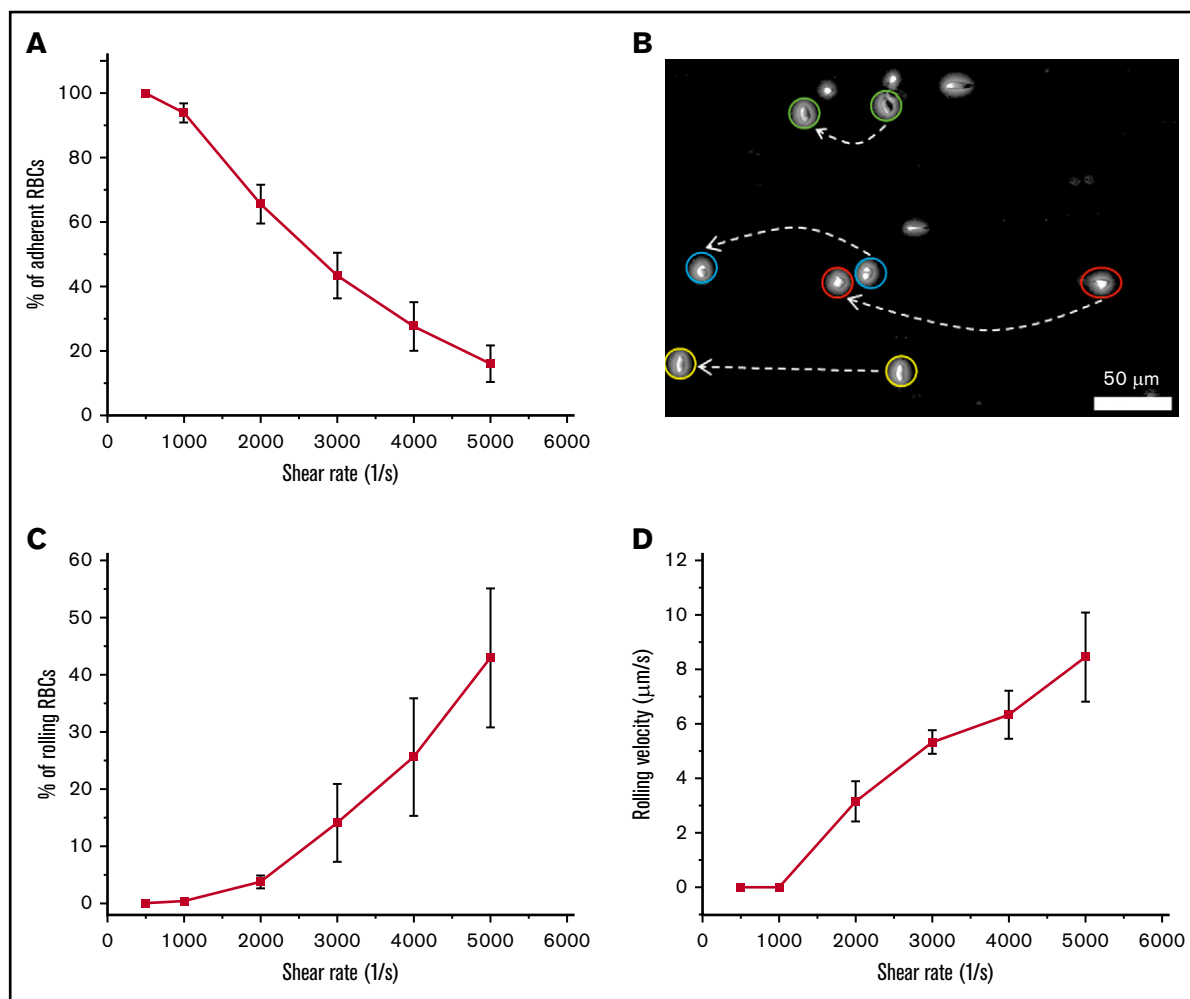 A
% of adherent RBCs
100
80
60
40
20
0
0 1000 2000 3000 4000 5000 6000
Shear rate (1/s)
B
50 μm
C
% of rolling RBCs
60
50
40
30
20
10
0
0 1000 2000 3000 4000 5000 6000
Shear rate (1/s)
D
Rolling velocity (μm/s)
12
10
8
6
4
2
0
0 1000 2000 3000 4000 5000 6000
Shear rate (1/s)